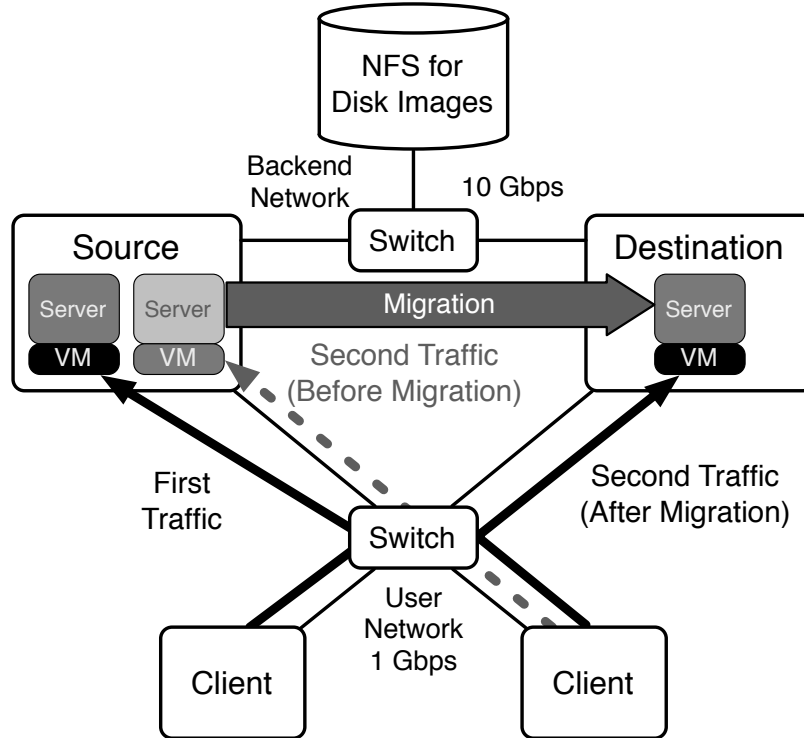 NFS for
Disk Images
Backend
Network
10 Gbps
Switch
Source
Destination
Server
Server
Migration
Server
VM
VM
VM
Second Traffic
(Before Migration)
First
Traffic
Second Traffic
(After Migration)
Switch
User
Network
1 Gbps
Client
Client